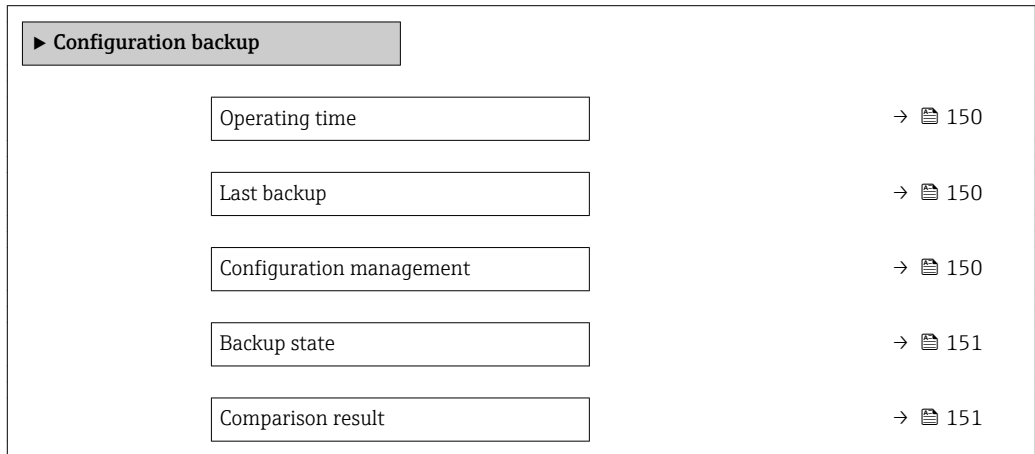 ► Configuration backup
Operating time → 150
Last backup → 150
Configuration management → 150
Backup state → 151
Comparison result → 151